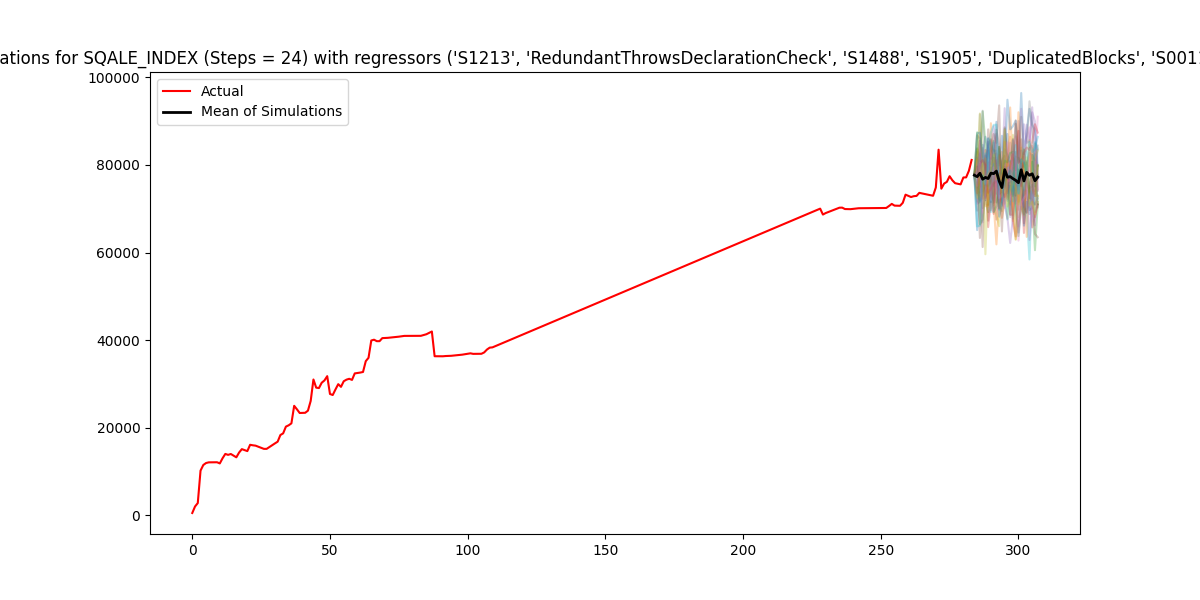 ations for SQALE_INDEX (Steps = 24) with regressors ('S1213', 'RedundantThrowsDeclarationCheck', 'S1488', 'S1905', 'DuplicatedBlocks', 'S001
Actual
Mean of Simulations
100000
80000
60000
40000
20000
0
0 50 100 150 200 250 300